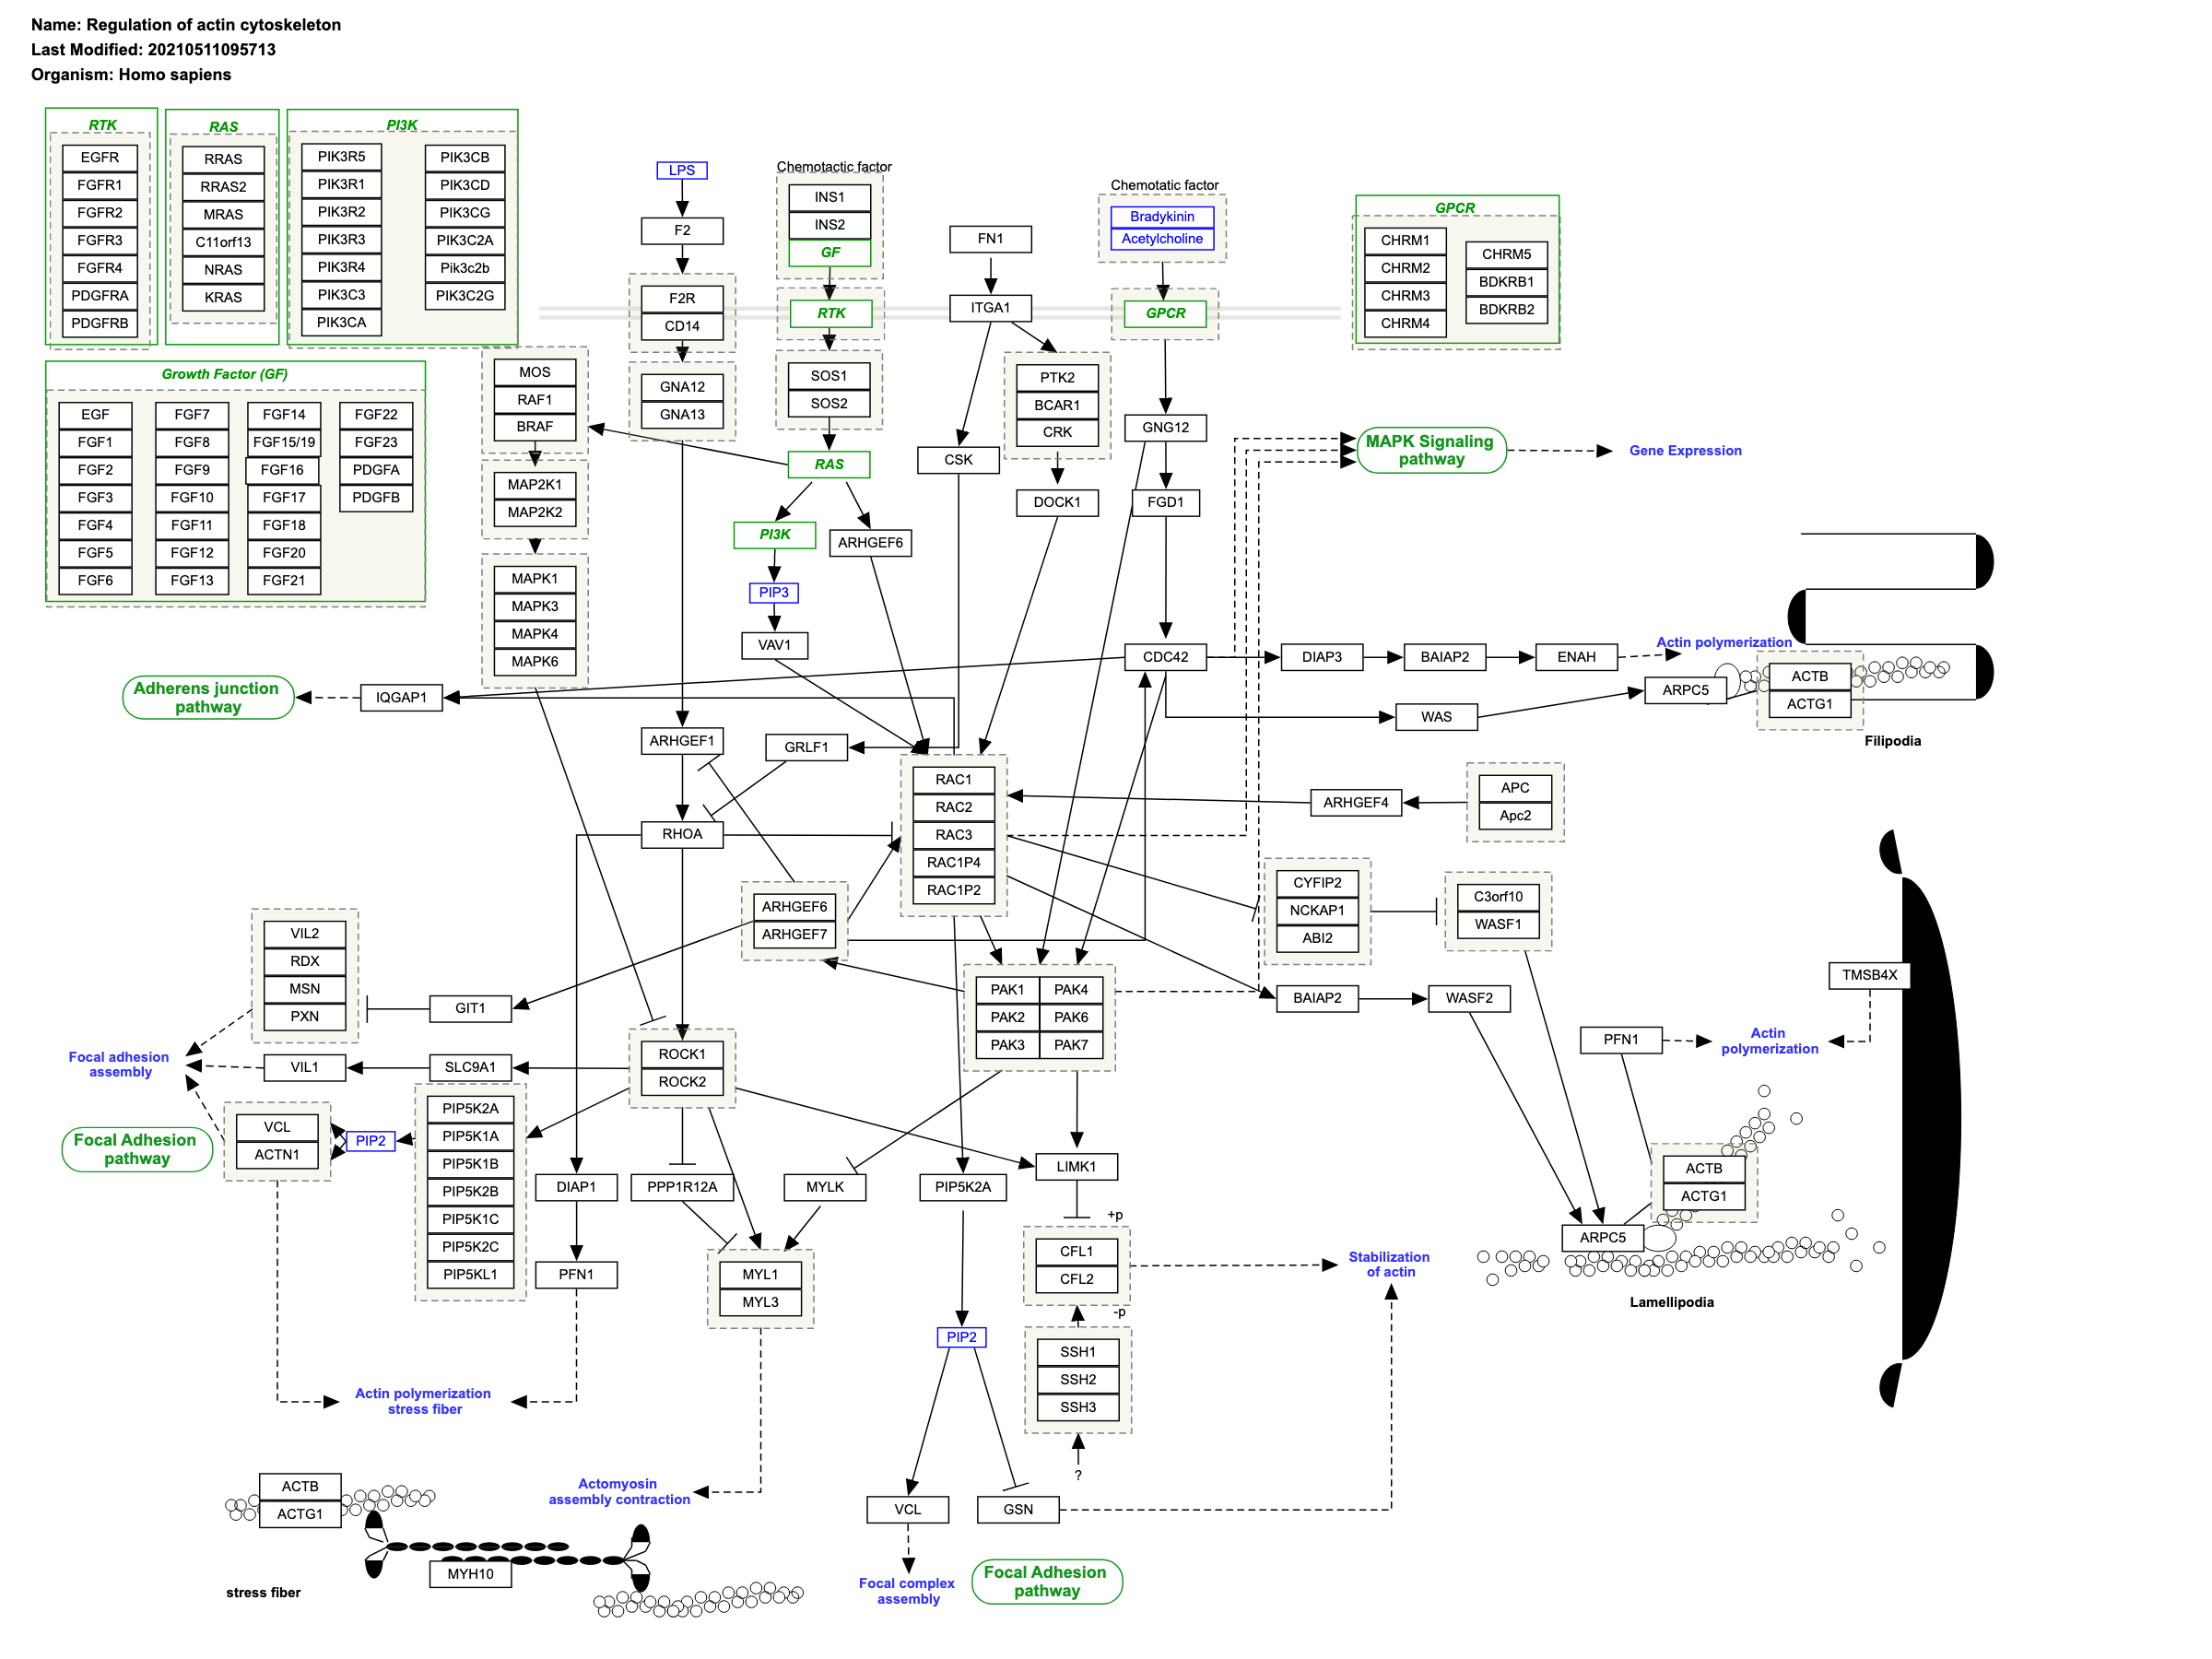 Name: Regulation of actin cytoskeleton
Last Modified: 20210511095713
Organism: Homo sapiens
RTK
EGFR
FGFR1
FGFR2
FGFR3
FGFR4
PDGFRA
PDGFRB
RAS
RRAS
RRAS2
MRAS
C11orf13
NRAS
KRAS
PI3K
PIK3R5
PIK3R1
PIK3R2
PIK3R3
PIK3R4
PIK3C3
PIK3CA
PIK3CB
PIK3CD
PIK3CG
PIK3C2A
Pik3c2b
PIK3C2G
Growth Factor (GF)
EGF
FGF1
FGF2
FGF3
FGF4
FGF5
FGF6
FGF7
FGF8
FGF9
FGF10
FGF11
FGF12
FGF13
FGF14
FGF15/19
FGF16
FGF17
FGF18
FGF20
FGF21
FGF22
FGF23
PDGFA
PDGFB
MOS
RAF1
BRAF
MAP2K1
MAP2K2
MAPK1
MAPK3
MAPK4
MAPK6
LPS
F2
F2R
CD14
GNA12
GNA13
Chemotactic factor
INS1
INS2
GF
RTK
SOS1
SOS2
RAS
PI3K
ARHGEF6
PIP3
VAV1
FN1
ITGA1
CSK
PTK2
BCAR1
CRK
DOCK1
Chemotatic factor
Bradykinin
Acetylcholine
GPCR
GNG12
FGD1
GPCR
CHRM1
CHRM2
CHRM3
CHRM4
CHRM5
BDKRB1
BDKRB2
MAPK Signaling
pathway
Gene Expression
CDC42
DIAP3
BAIAP2
ENAH
Actin polymerization
WAS
ARPC5
ACTB
ACTG1
Filipodia
Adherens junction
pathway
IQGAP1
ARHGEF1
GRLF1
RHOA
RAC1
RAC2
RAC3
RAC1P4
RAC1P2
ARHGEF4
APC
Apc2
ARHGEF6
ARHGEF7
CYFIP2
NCKAP1
ABI2
C3orf10
WASF1
VIL2
RDX
MSN
PXN
GIT1
PAK1
PAK2
PAK3
PAK4
PAK6
PAK7
BAIAP2
WASF2
TMSB4X
PFN1
Actin
polymerization
Focal adhesion
assembly
VIL1
SLC9A1
ROCK1
ROCK2
Focal Adhesion
pathway
VCL
ACTN1
PIP2
PIP5K2A
PIP5K1A
PIP5K1B
PIP5K2B
PIP5K1C
PIP5K2C
PIP5KL1
DIAP1
PFN1
PPP1R12A
MYLK
MYL1
MYL3
PIP5K2A
LIMK1
+p
CFL1
CFL2
-p
SSH1
SSH2
SSH3
?
Stabilization
of actin
ACTB
ACTG1
ARPC5
Lamellipodia
PIP2
Actin polymerization
stress fiber
Actomyosin
assembly contraction
VCL
GSN
Focal complex
assembly
Focal Adhesion
pathway
ACTB
ACTG1
MYH10
stress fiber